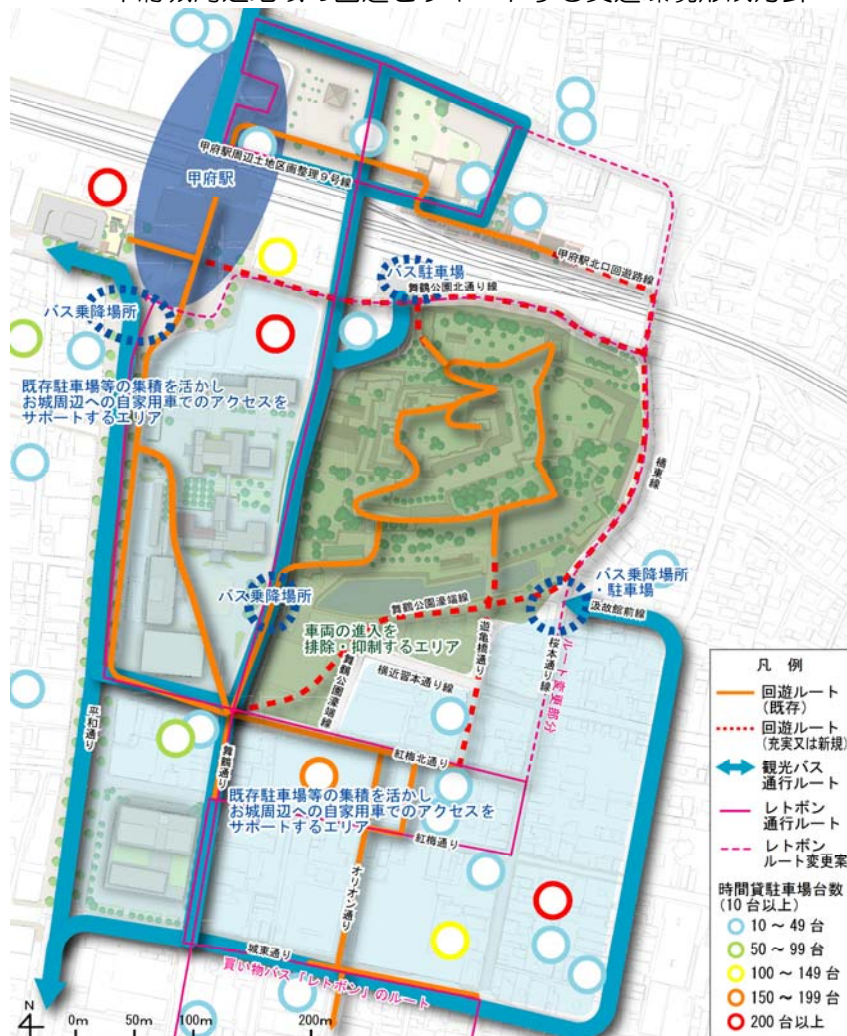 甲府駅周辺土地区画整理9号線
甲府駅
甲府駅北口回遊路線
バス駐車場
舞鶴公園北通り線
バス乗降場所
既存駐車場等の集積を活かし
お城周辺への自家用車でのアクセスを
サポートするエリア
橘東線
バス乗降場所
バス乗降場所
・駐車場
舞鶴公園濠端線
汲故館前線
車両の進入を
排除・抑制するエリア
遊亀橋通り
桜本通り線
ルート変更部分
横近習本通り線
舞鶴公園濠端線
平和通り
舞鶴通り
紅梅北通り
既存駐車場等の集積を活かし
お城周辺への自家用車でのアクセスを
サポートするエリア
紅梅通り
オリオン通り
城東通り
買い物バス「レトボン」のルート
凡例
回遊ルート
(既存)
回遊ルート
(充実又は新規)
観光バス
通行ルート
レトボン
通行ルート
レトボン
ルート変更案
時間貸駐車場台数
(10台以上)
10～49台
50～99台
100～149台
150～199台
200台以上
N
0m 50m 100m 200m